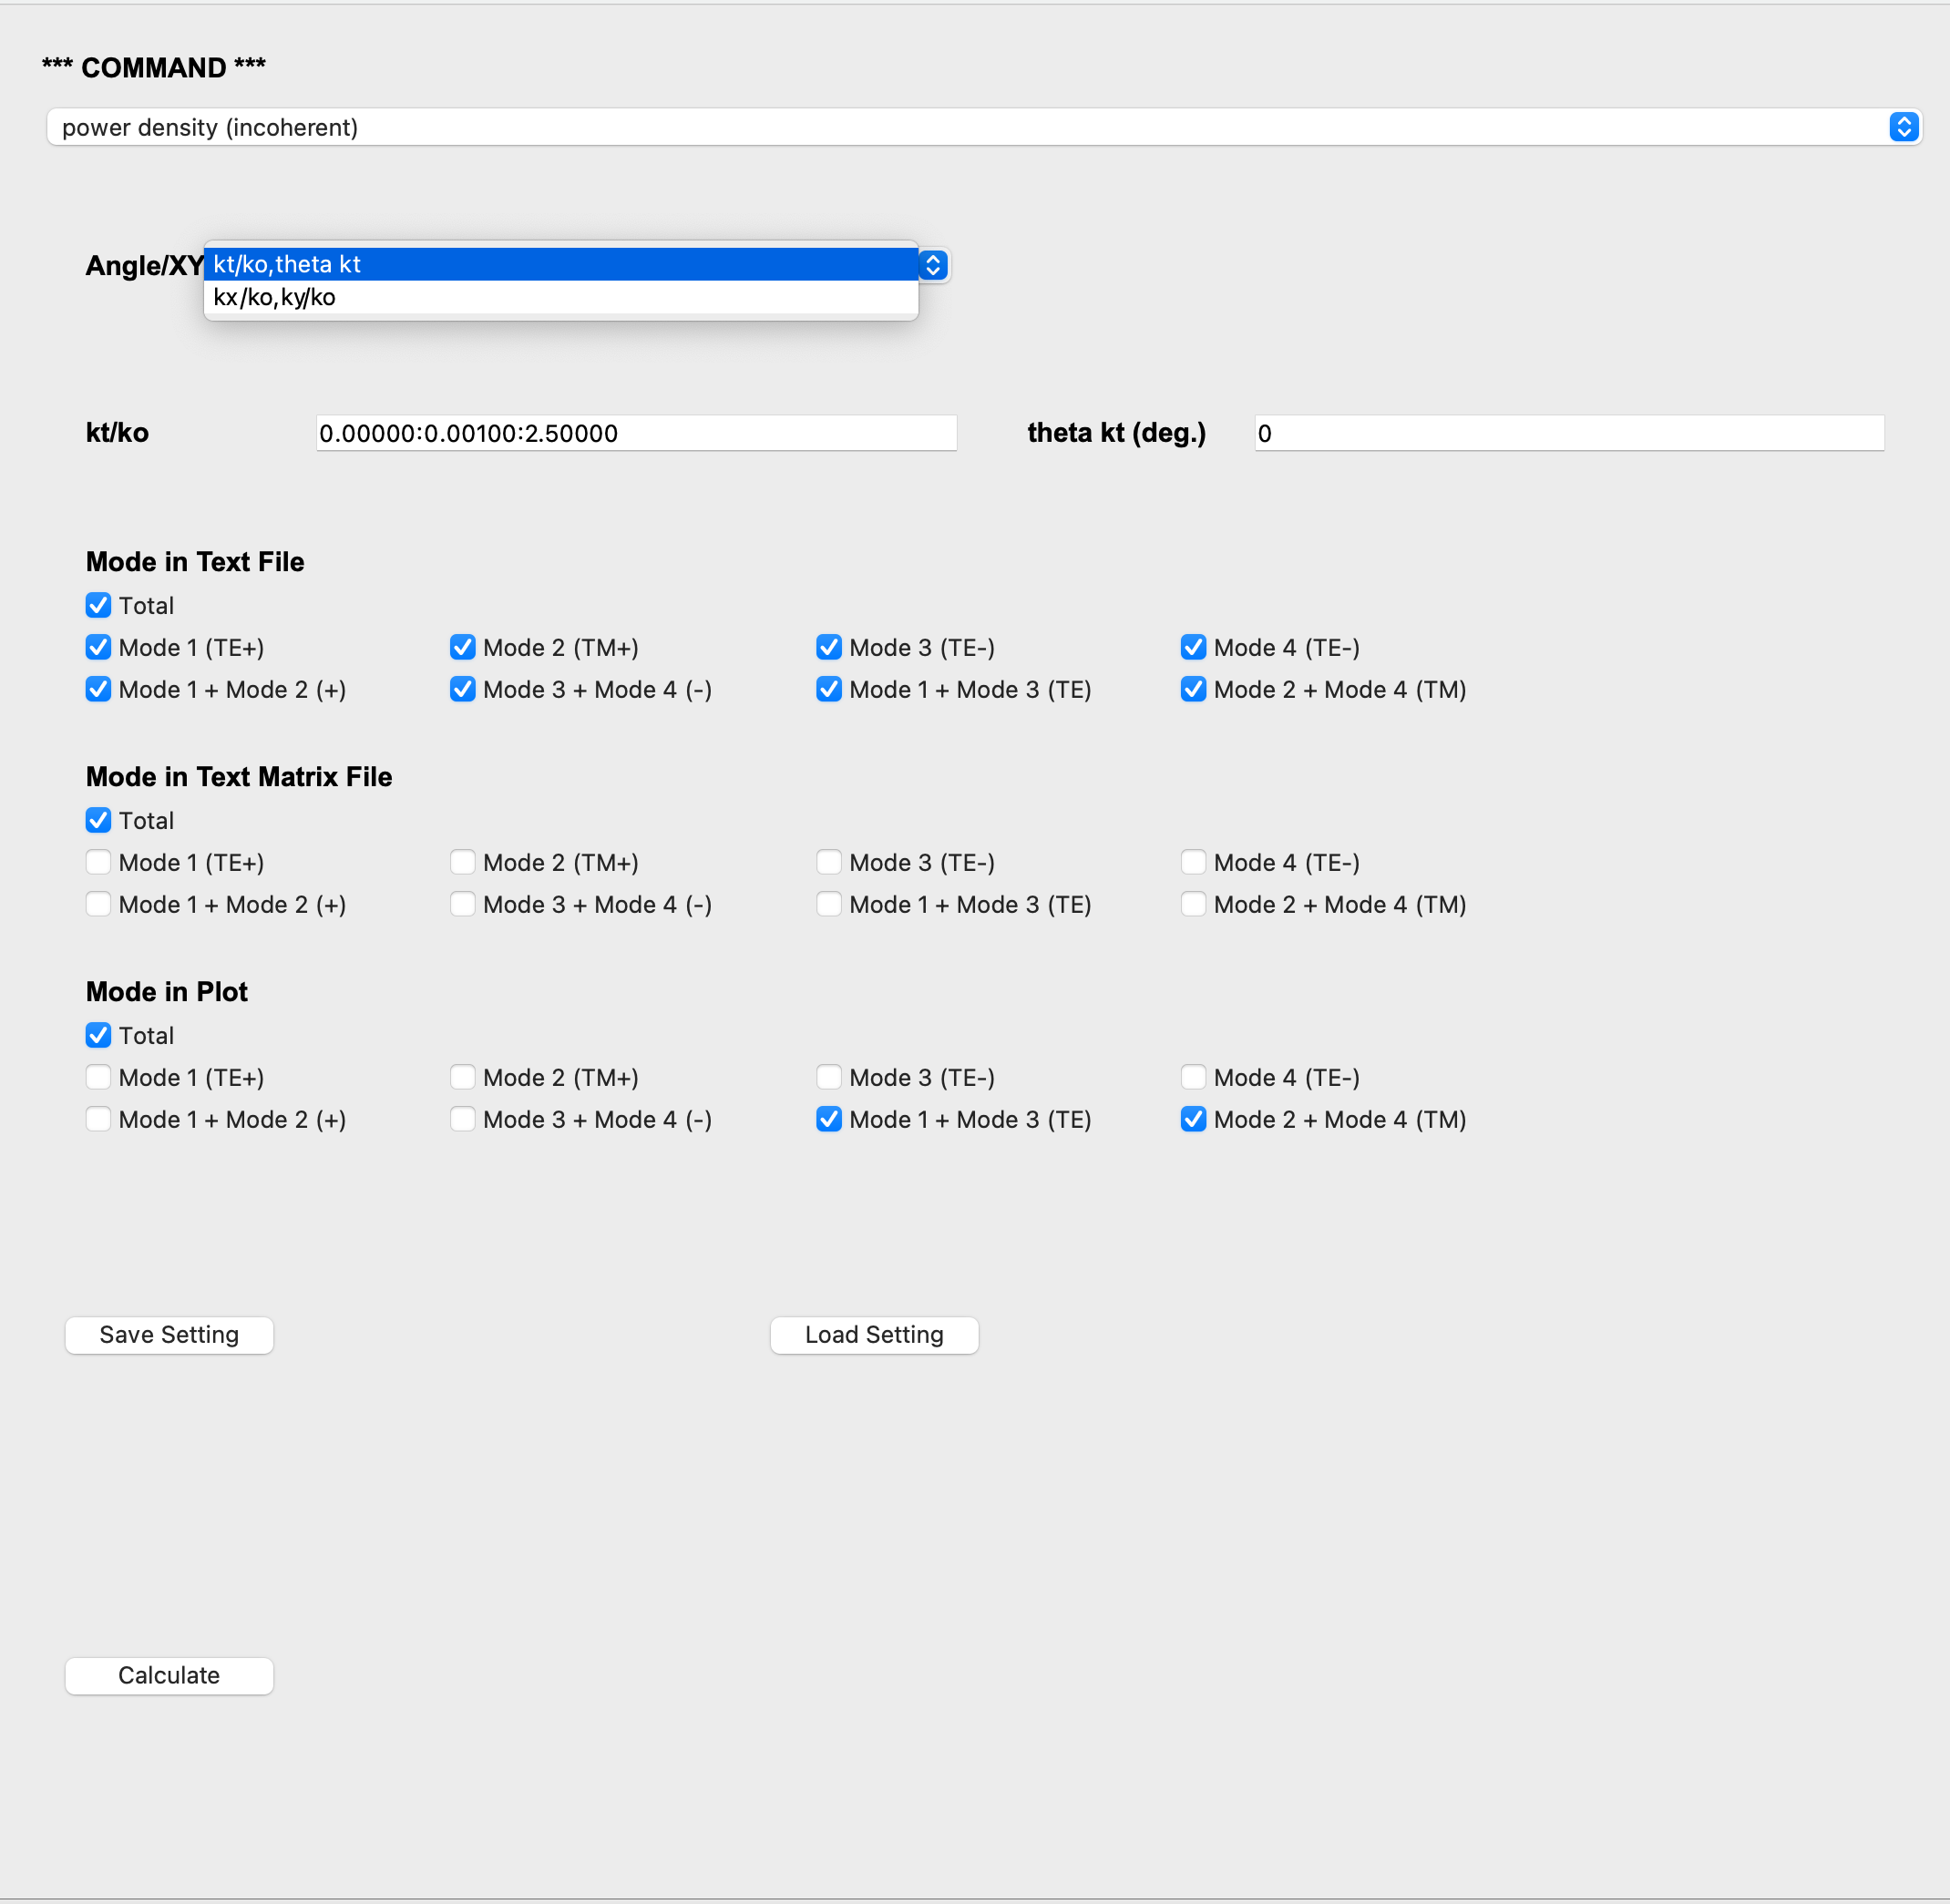 *** COMMAND ***
power density (incoherent)
Angle/XY kt/ko,theta kt
kx/ko,ky/ko
kt/ko 0.00000:0.00100:2.50000 theta kt (deg.) 0
Mode in Text File
Total
Mode 1 (TE+) Mode 2 (TM+) Mode 3 (TE-) Mode 4 (TE-)
Mode 1 + Mode 2 (+) Mode 3 + Mode 4 (-) Mode 1 + Mode 3 (TE) Mode 2 + Mode 4 (TM)
Mode in Text Matrix File
Total
Mode 1 (TE+) Mode 2 (TM+) Mode 3 (TE-) Mode 4 (TE-)
Mode 1 + Mode 2 (+) Mode 3 + Mode 4 (-) Mode 1 + Mode 3 (TE) Mode 2 + Mode 4 (TM)
Mode in Plot
Total
Mode 1 (TE+) Mode 2 (TM+) Mode 3 (TE-) Mode 4 (TE-)
Mode 1 + Mode 2 (+) Mode 3 + Mode 4 (-) Mode 1 + Mode 3 (TE) Mode 2 + Mode 4 (TM)
Save Setting Load Setting
Calculate